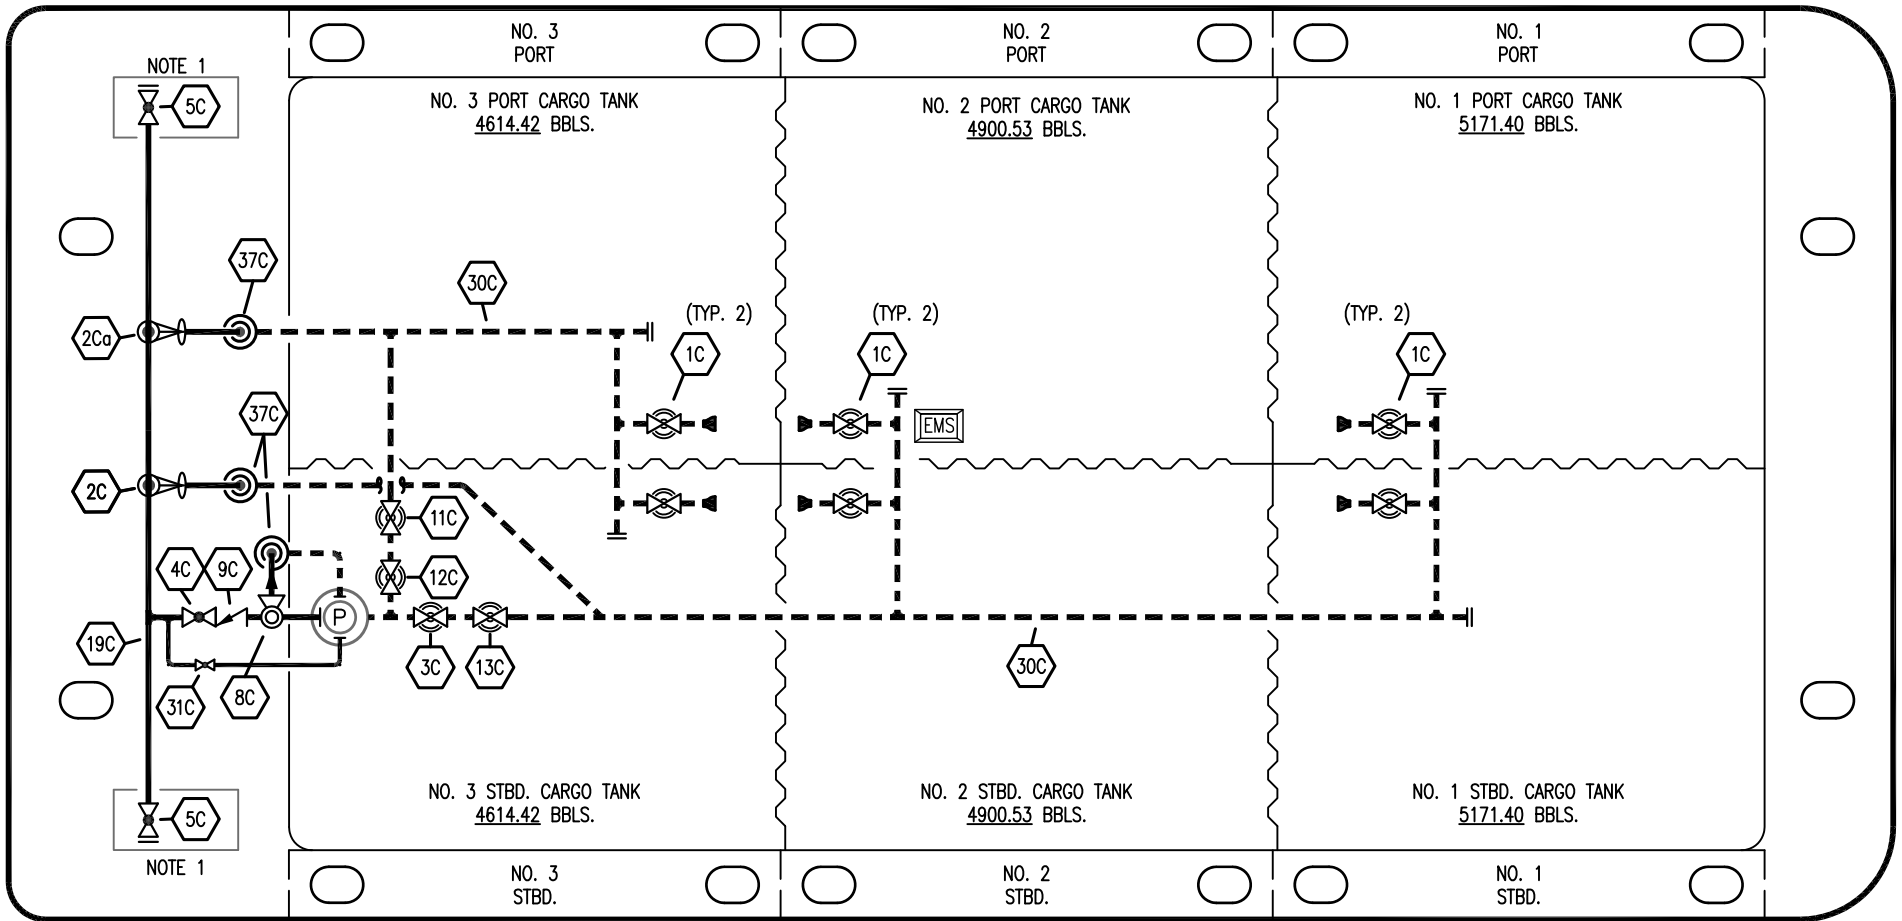 NO. 3
PORT
NO. 2
PORT
NO. 1
PORT
NOTE 1
5C
NO. 3 PORT CARGO TANK
4614.42 BBLS.
NO. 2 PORT CARGO TANK
4900.53 BBLS.
NO. 1 PORT CARGO TANK
5171.40 BBLS.
37C
30C
(TYP. 2)
(TYP. 2)
(TYP. 2)
2Ca
1C
1C
1C
37C
EMS
2C
11C
4C
9C
12C
P
19C
3C
13C
30C
31C
8C
NO. 3 STBD. CARGO TANK
4614.42 BBLS.
NO. 2 STBD. CARGO TANK
4900.53 BBLS.
NO. 1 STBD. CARGO TANK
5171.40 BBLS.
5C
NOTE 1
NO. 3
STBD.
NO. 2
STBD.
NO. 1
STBD.